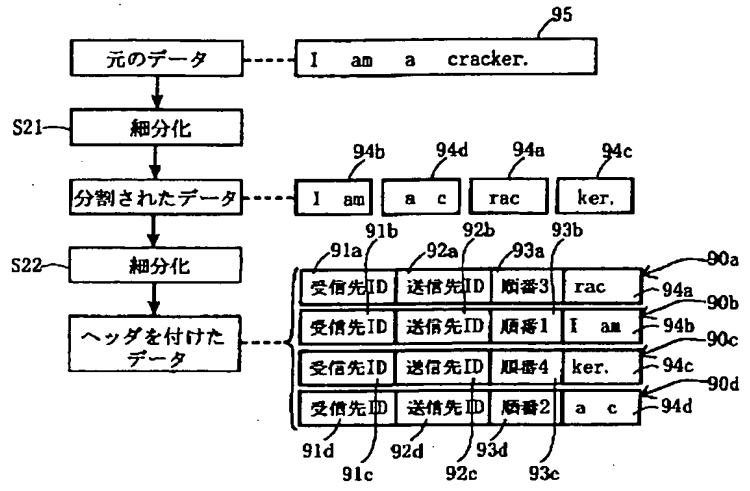 95
元のデータ
I am a cracker.
S21
細分化
94b 94d 94a 94c
分割されたデータ
I am
a c
rac
ker.
91b 92b 93b
91a 92a 93a
S22
細分化
90a
受信先ID 送信先ID 順番3 rac
94a
90b
ヘッダを付けた
データ
受信先ID 送信先ID 順番1 I am
94b
90c
受信先ID 送信先ID 順番4 ker.
94c
90d
受信先ID 送信先ID 順番2 a c
94d
91d 92d 93d
91c 92c 93c